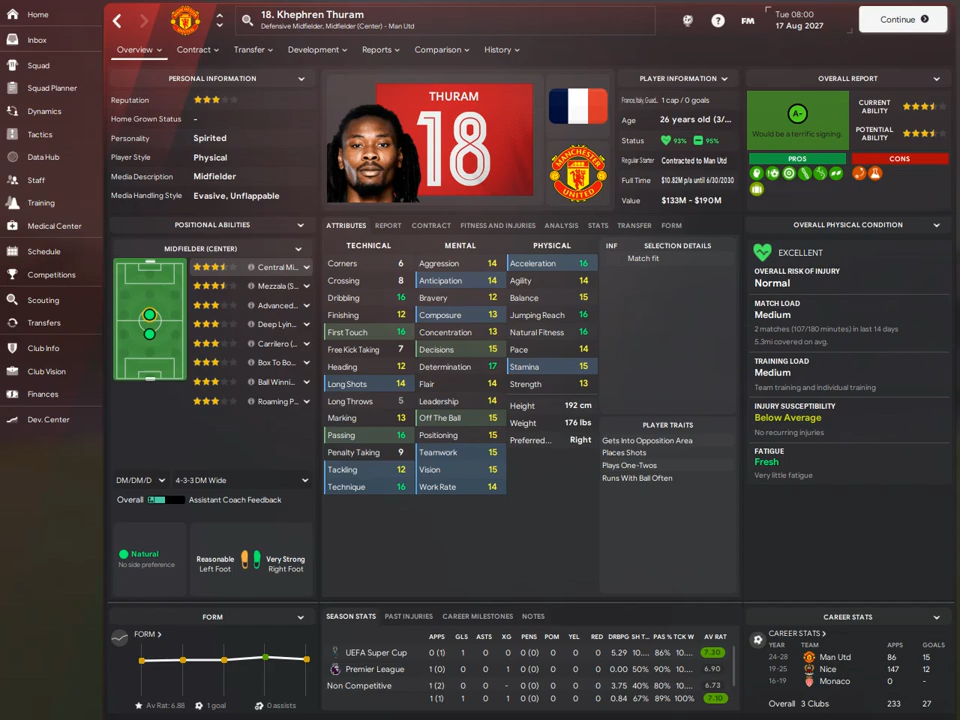 Home
Inbox
Squad
Squad Planner
Dynamics
Tactics
Data Hub
Staff
Training
Medical Center
Schedule
Competitions
Scouting
Transfers
Club Info
Club Vision
Finances
Dev. Center
18. Khephren Thuram
Defensive Midfielder, Midfielder (Center) - Man Utd
FM
Tue 08:00
17 Aug 2027
Continue
Overview Contract Transfer Development Reports Comparison History
PERSONAL INFORMATION
Reputation
Home Grown Status -
Personality Spirited
Player Style Physical
Media Description Midfielder
Media Handling Style Evasive, Unflappable
THURAM
18
MANCHESTER
UNITED
PLAYER INFORMATION
1 cap / 0 goals
Age 26 years old (3/...
Status 93% 95%
Regular Starter Contracted to Man Utd
Full Time $10.82M p/a until 6/30/2030
Value $133M - $190M
OVERALL REPORT
A-
Would be a terrific signing.
CURRENT ABILITY
POTENTIAL ABILITY
PROS CONS
POSITIONAL ABILITIES
MIDFIELDER (CENTER)
Central Mi...
Mezzala (S...
Advanced...
Deep Lyin...
Carrilero (...
Box To Bo...
Ball Winni...
Roaming P...
DM/DM/D 4-3-3 DM Wide
Overall Assistant Coach Feedback
Natural
No side preference
Reasonable
Left Foot
Very Strong
Right Foot
ATTRIBUTES REPORT CONTRACT FITNESS AND INJURIES ANALYSIS STATS TRANSFER FORM
TECHNICAL
Corners 6
Crossing 8
Dribbling 16
Finishing 12
First Touch 16
Free Kick Taking 7
Heading 12
Long Shots 14
Long Throws 5
Marking 13
Passing 16
Penalty Taking 9
Tackling 12
Technique 16
MENTAL
Aggression 14
Anticipation 14
Bravery 12
Composure 13
Concentration 13
Decisions 15
Determination 17
Flair 14
Leadership 14
Off The Ball 15
Positioning 15
Teamwork 15
Vision 15
Work Rate 14
PHYSICAL
Acceleration 16
Agility 14
Balance 15
Jumping Reach 16
Natural Fitness 16
Pace 14
Stamina 15
Strength 13
Height 192 cm
Weight 176 lbs
Preferred... Right
INF SELECTION DETAILS
Match fit
PLAYER TRAITS
Gets Into Opposition Area
Places Shots
Plays One-Twos
Runs With Ball Often
OVERALL PHYSICAL CONDITION
EXCELLENT
OVERALL RISK OF INJURY
Normal
MATCH LOAD
Medium
2 matches (107/180 minutes) in last 14 days
5.3mi covered on avg.
TRAINING LOAD
Medium
Team training and individual training
INJURY SUSCEPTIBILITY
Below Average
No recurring injuries
FATIGUE
Fresh
Very little fatigue
FORM
FORM >
Av Rat: 6.88 1 goal 0 assists
SEASON STATS PAST INJURIES CAREER MILESTONES NOTES
APPS GLS ASTS XG PENS POM YEL RED DRBPG SH T... PAS % TCK W AV RAT
UEFA Super Cup 0 (1) 1 0 0 0 (0) 0 0 0 5.29 10.... 86% 10.... 7.30
Premier League 1 (0) 0 0 1 0 (0) 0 0 0 0.00 50% 90% 10.... 6.90
Non Competitive 1 (2) 0 0 - 0 (0) 0 0 0 3.75 40% 80% 10.... 6.73
1 (1) 1 0 1 0 (0) 0 0 0 0.84 67% 89% 100% 7.10
CAREER STATS
CAREER STATS >
YEAR TEAM APPS GOALS
24-28 Man Utd 86 15
19-25 Nice 147 12
16-19 Monaco 0 -
Overall 3 Clubs 233 27